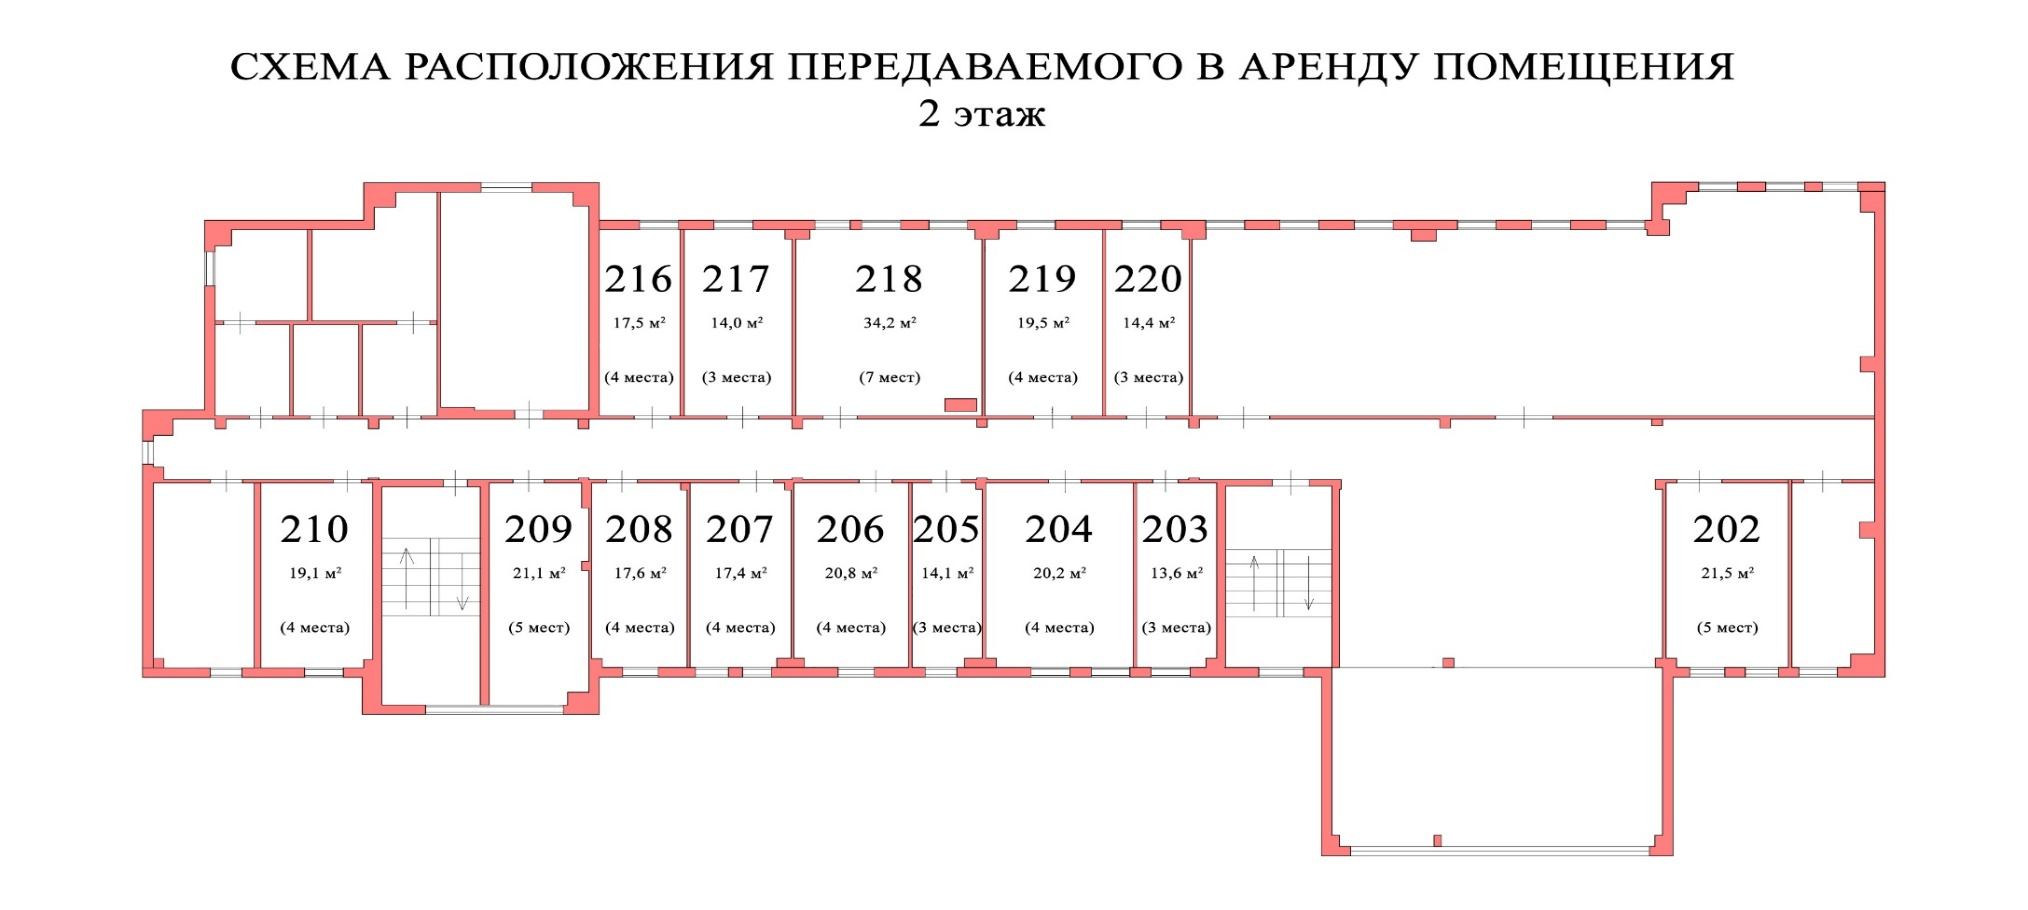 СХЕМА РАСПОЛОЖЕНИЯ ПЕРЕДАВАЕМОГО В АРЕНДУ ПОМЕЩЕНИЯ
2 этаж
216
17,5 м²
(4 места)
217
14,0 м²
(3 места)
218
34,2 м²
(7 мест)
219
19,5 м²
(4 места)
220
14,4 м²
(3 места)
210
19,1 м²
(4 места)
209
21,1 м²
(5 мест)
208
17,6 м²
(4 места)
207
17,4 м²
(4 места)
206
20,8 м²
(4 места)
205
14,1 м²
(3 места)
204
20,2 м²
(4 места)
203
13,6 м²
(3 места)
202
21,5 м²
(5 мест)